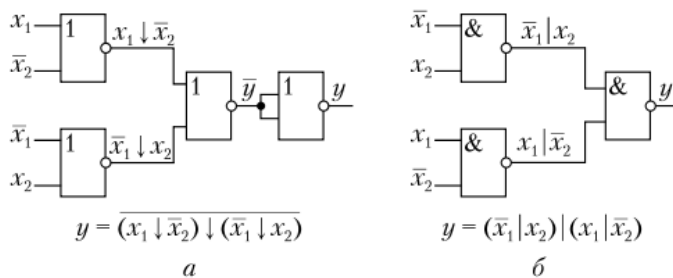 x₁ 1 x₁ ↓ x̅₂
x̅₂
1 y̅ 1 y
x̅₁ 1 x̅₁ ↓ x₂
x₂
y = \overline{(x₁ ↓ x̅₂) ↓ (x̅₁ ↓ x₂)}
а
x̅₁ & x̅₁|x₂
x₂
& y
x₁ & x₁|x̅₂
x̅₂
y = (x̅₁|x₂)|(x₁|x̅₂)
б